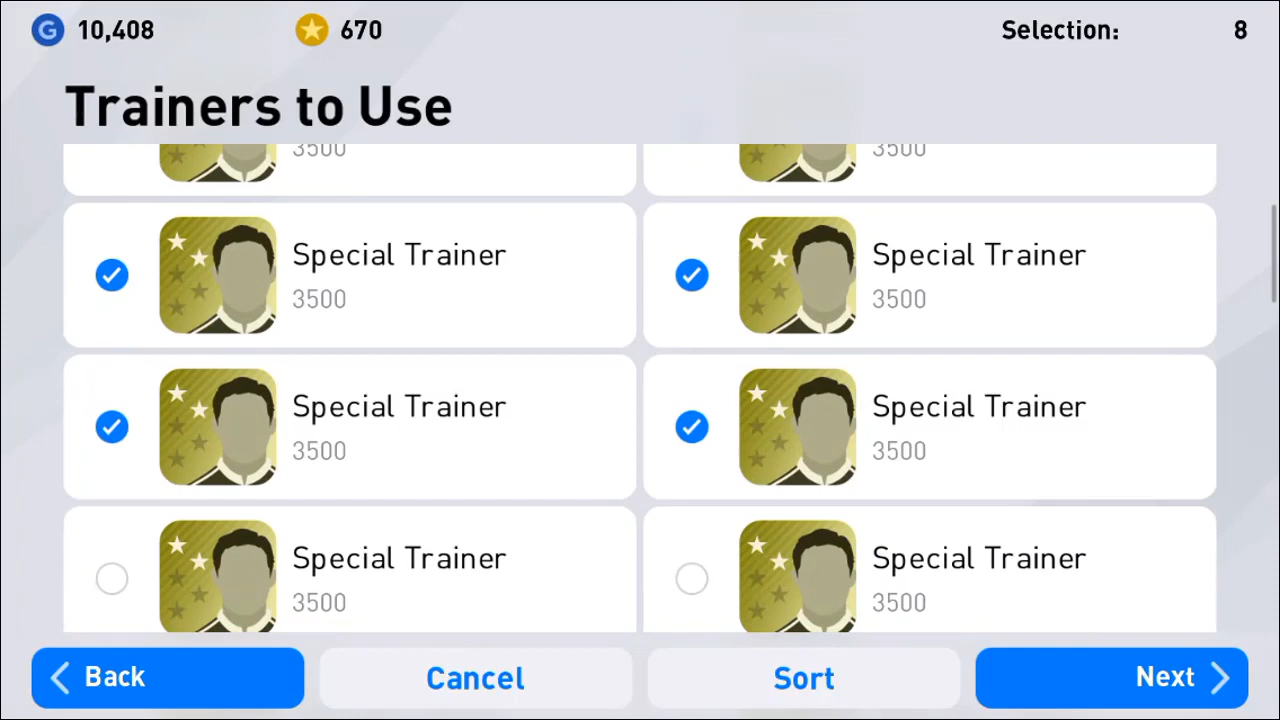 G 10,408 670 Selection: 8
Trainers to Use
3500 3500
Special Trainer Special Trainer
3500 3500
Special Trainer Special Trainer
3500 3500
Special Trainer Special Trainer
3500 3500
Back Cancel Sort Next